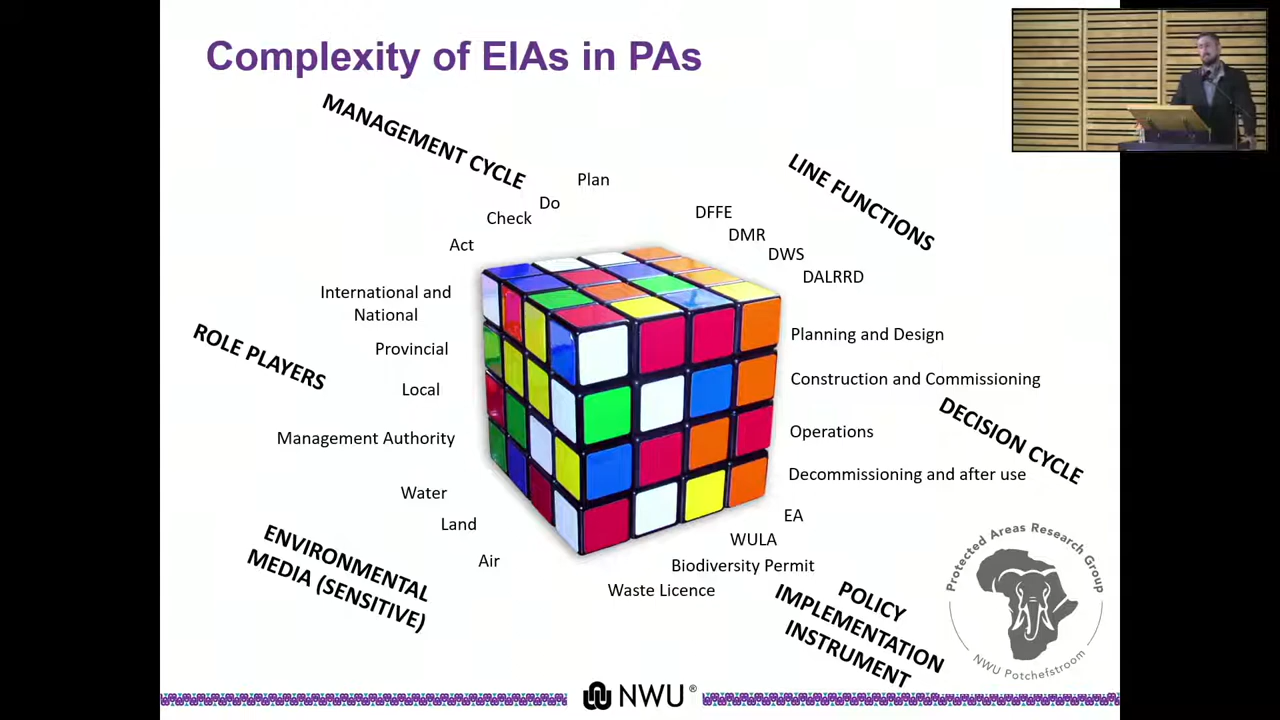 Complexity of EIAs in PAs
MANAGEMENT CYCLE
Plan
Do
Check
Act
LINE FUNCTIONS
DFFE
DMR
DWS
DALRRD
ROLE PLAYERS
International and
National
Provincial
Local
Management Authority
Planning and Design
Construction and Commissioning
Operations
Decommissioning and after use
DECISION CYCLE
Water
Land
Air
ENVIRONMENTAL
MEDIA (SENSITIVE)
EA
WULA
Biodiversity Permit
Waste Licence
POLICY
IMPLEMENTATION
INSTRUMENT
Protected Areas Research Group
NWU Potchefstroom
NWU®